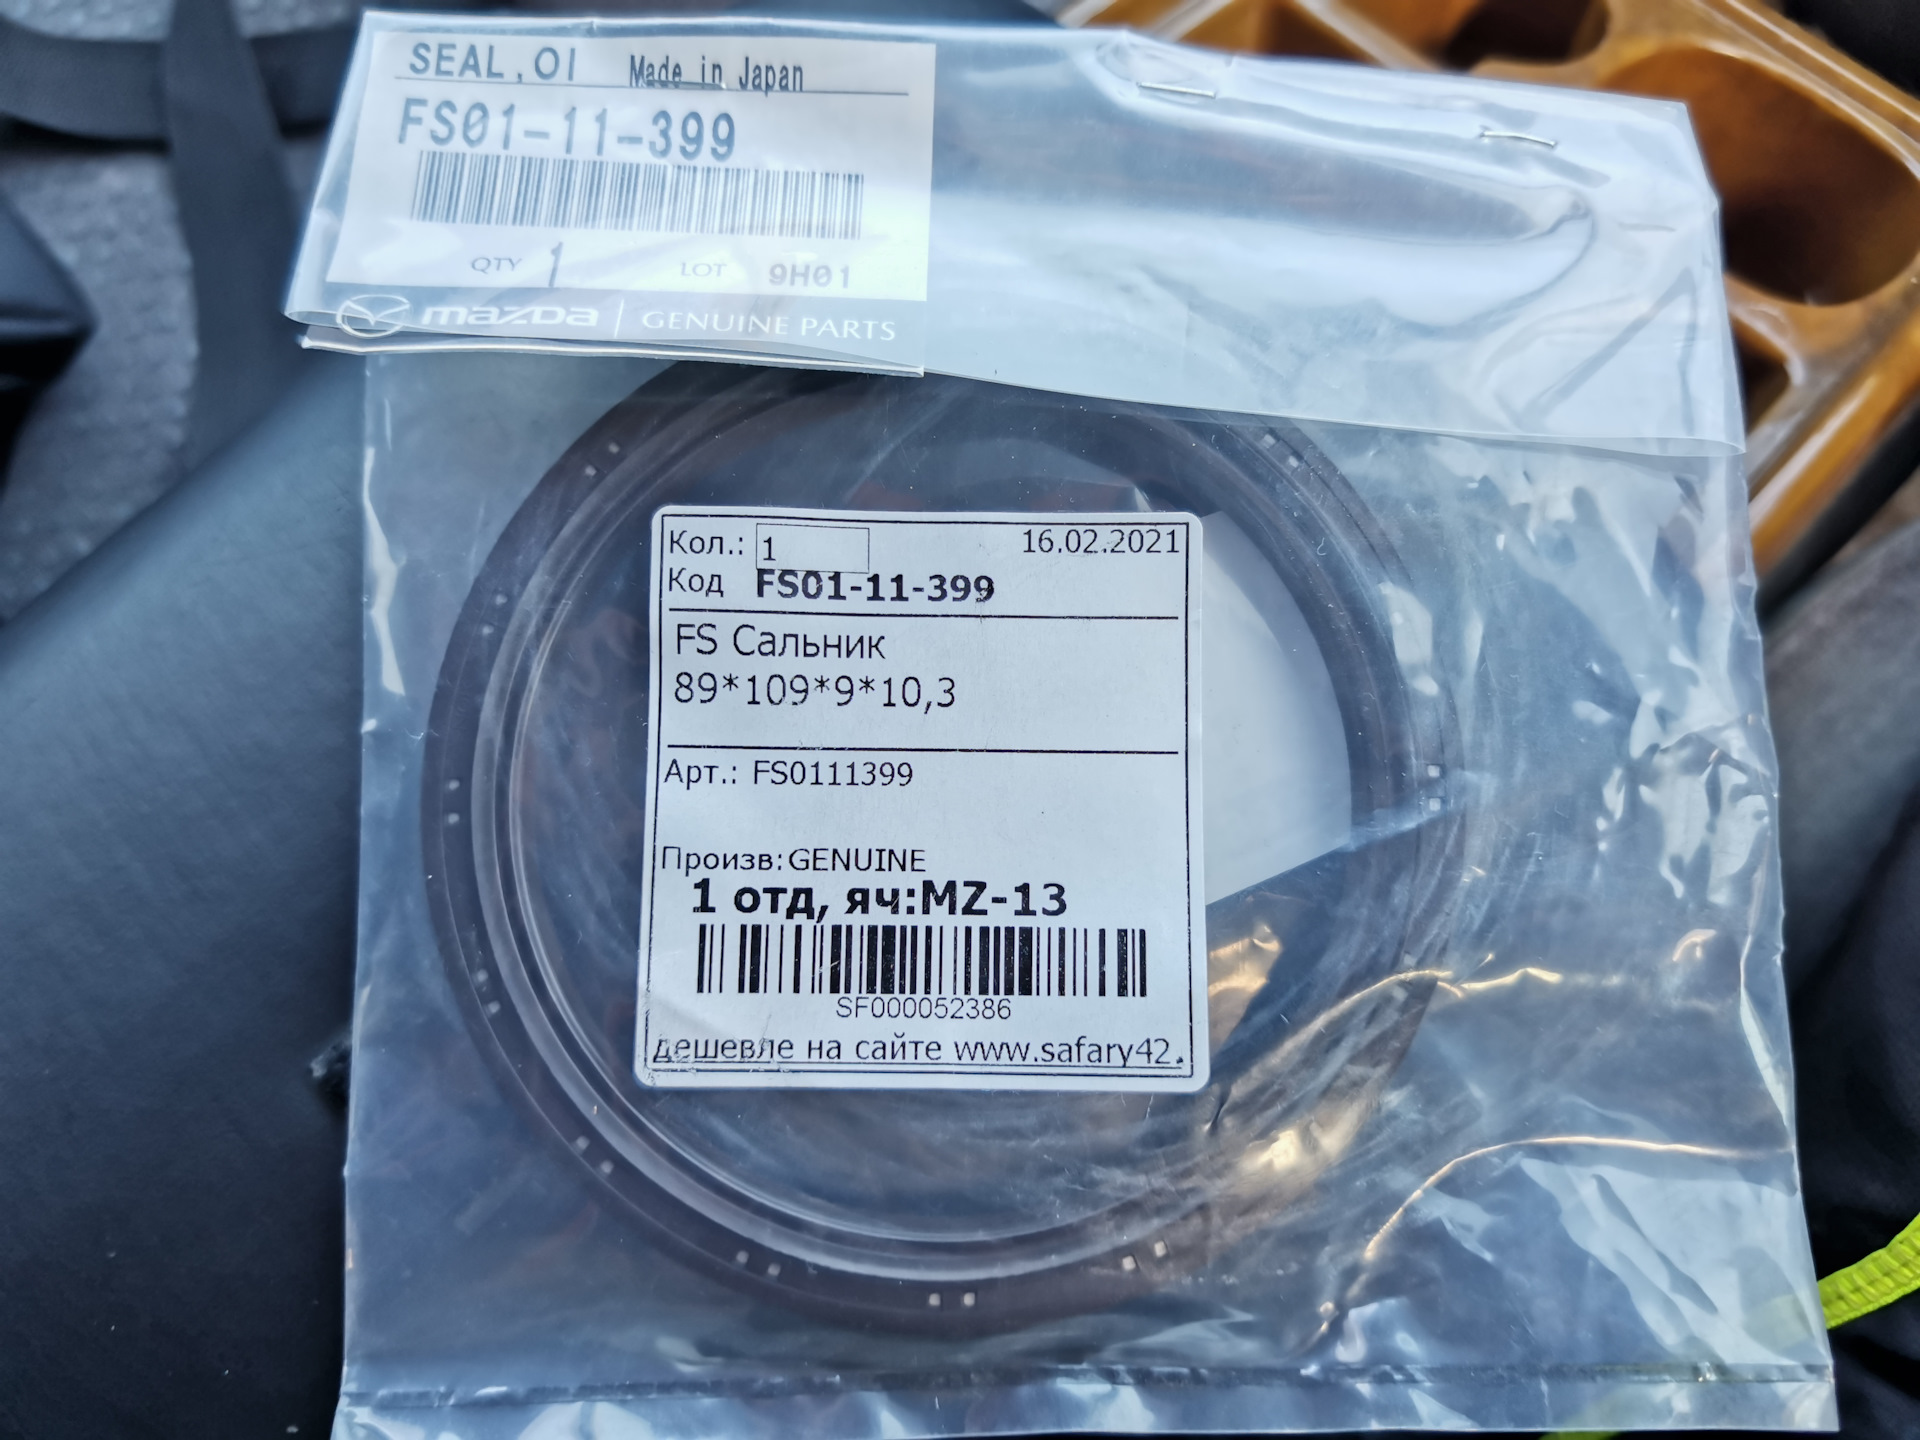 SEAL,OI Made in Japan
FS01-11-399
QTY 1 LOT 9H01
mazda | GENUINE PARTS
Кол.: 1 16.02.2021
Код FS01-11-399
FS Сальник
89*109*9*10,3
Арт.: FS0111399
Произв:GENUINE
1 отд, яч:MZ-13
SF000052386
дешевле на сайте www.safary42.